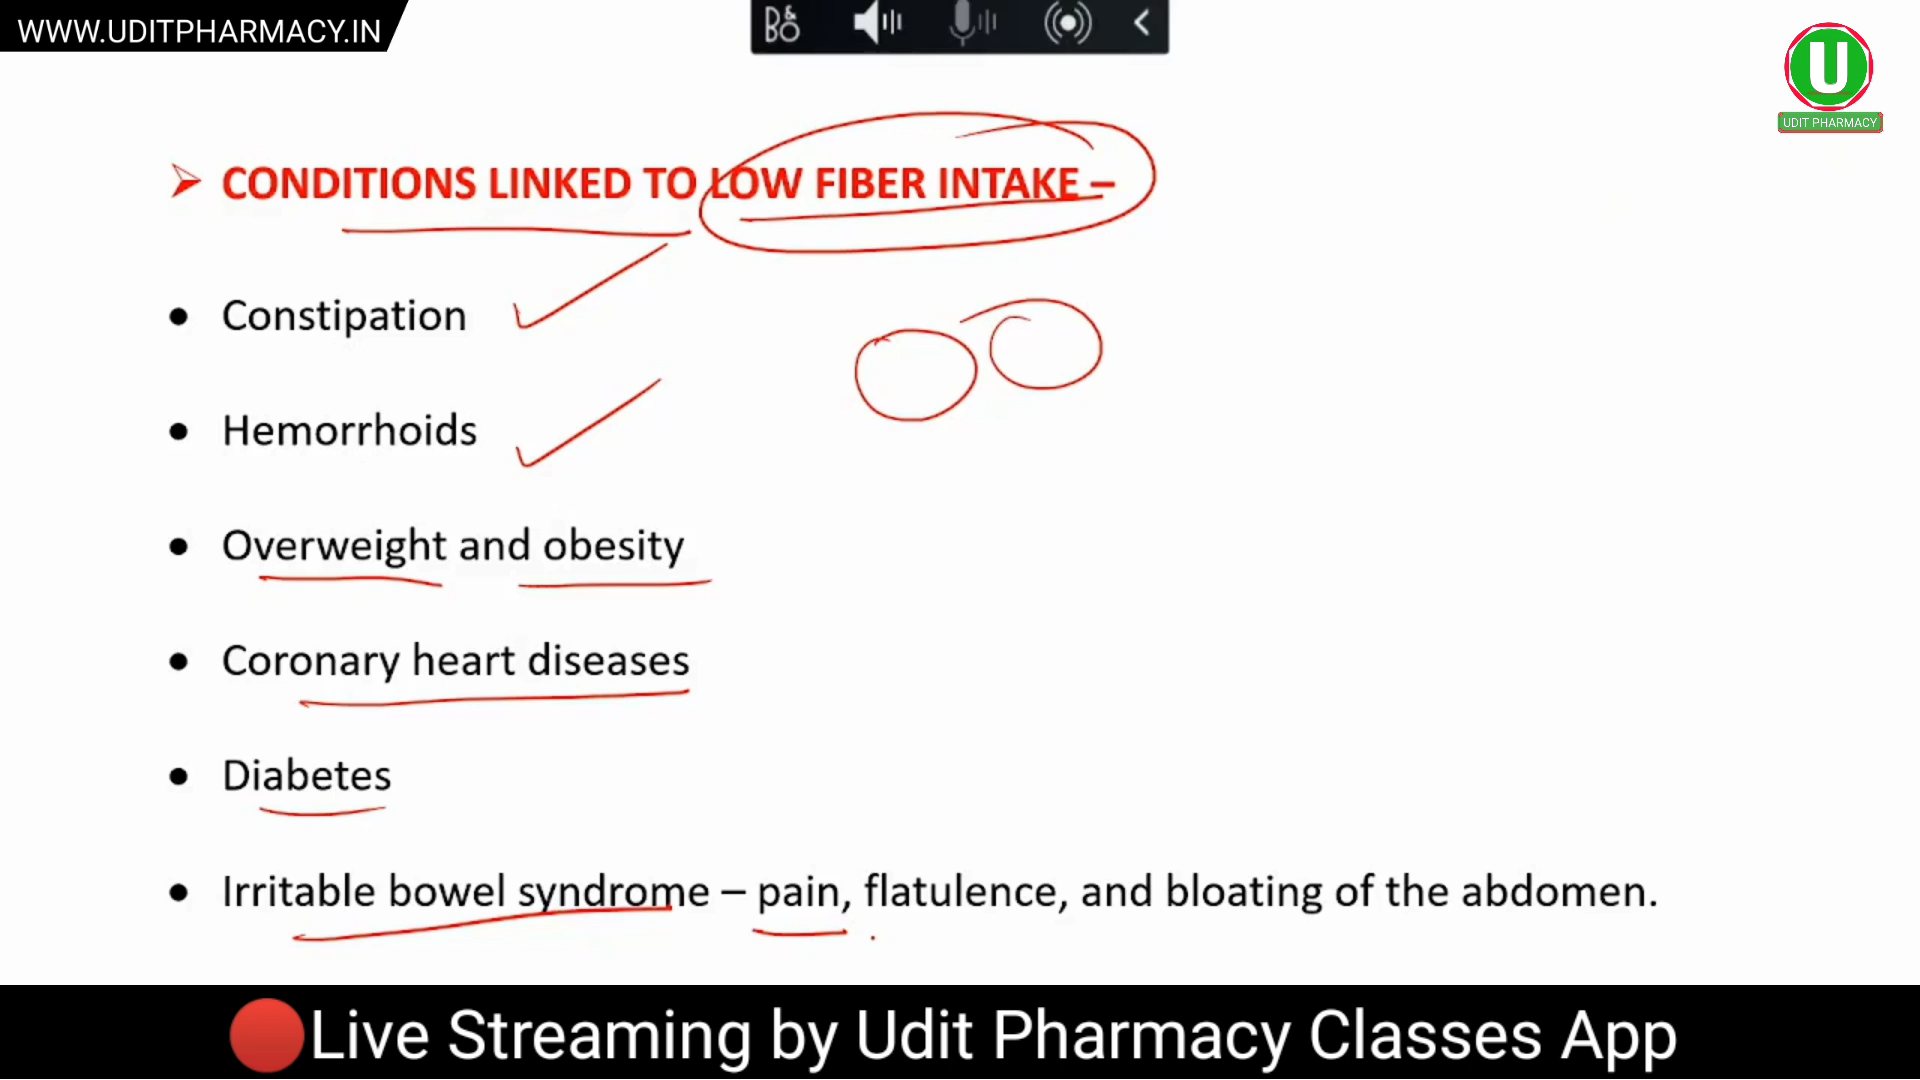 WWW.UDITPHARMACY.IN
B&O
U
UDIT PHARMACY
➢ CONDITIONS LINKED TO LOW FIBER INTAKE –
• Constipation
• Hemorrhoids
• Overweight and obesity
• Coronary heart diseases
• Diabetes
• Irritable bowel syndrome – pain, flatulence, and bloating of the abdomen.
🔴Live Streaming by Udit Pharmacy Classes App